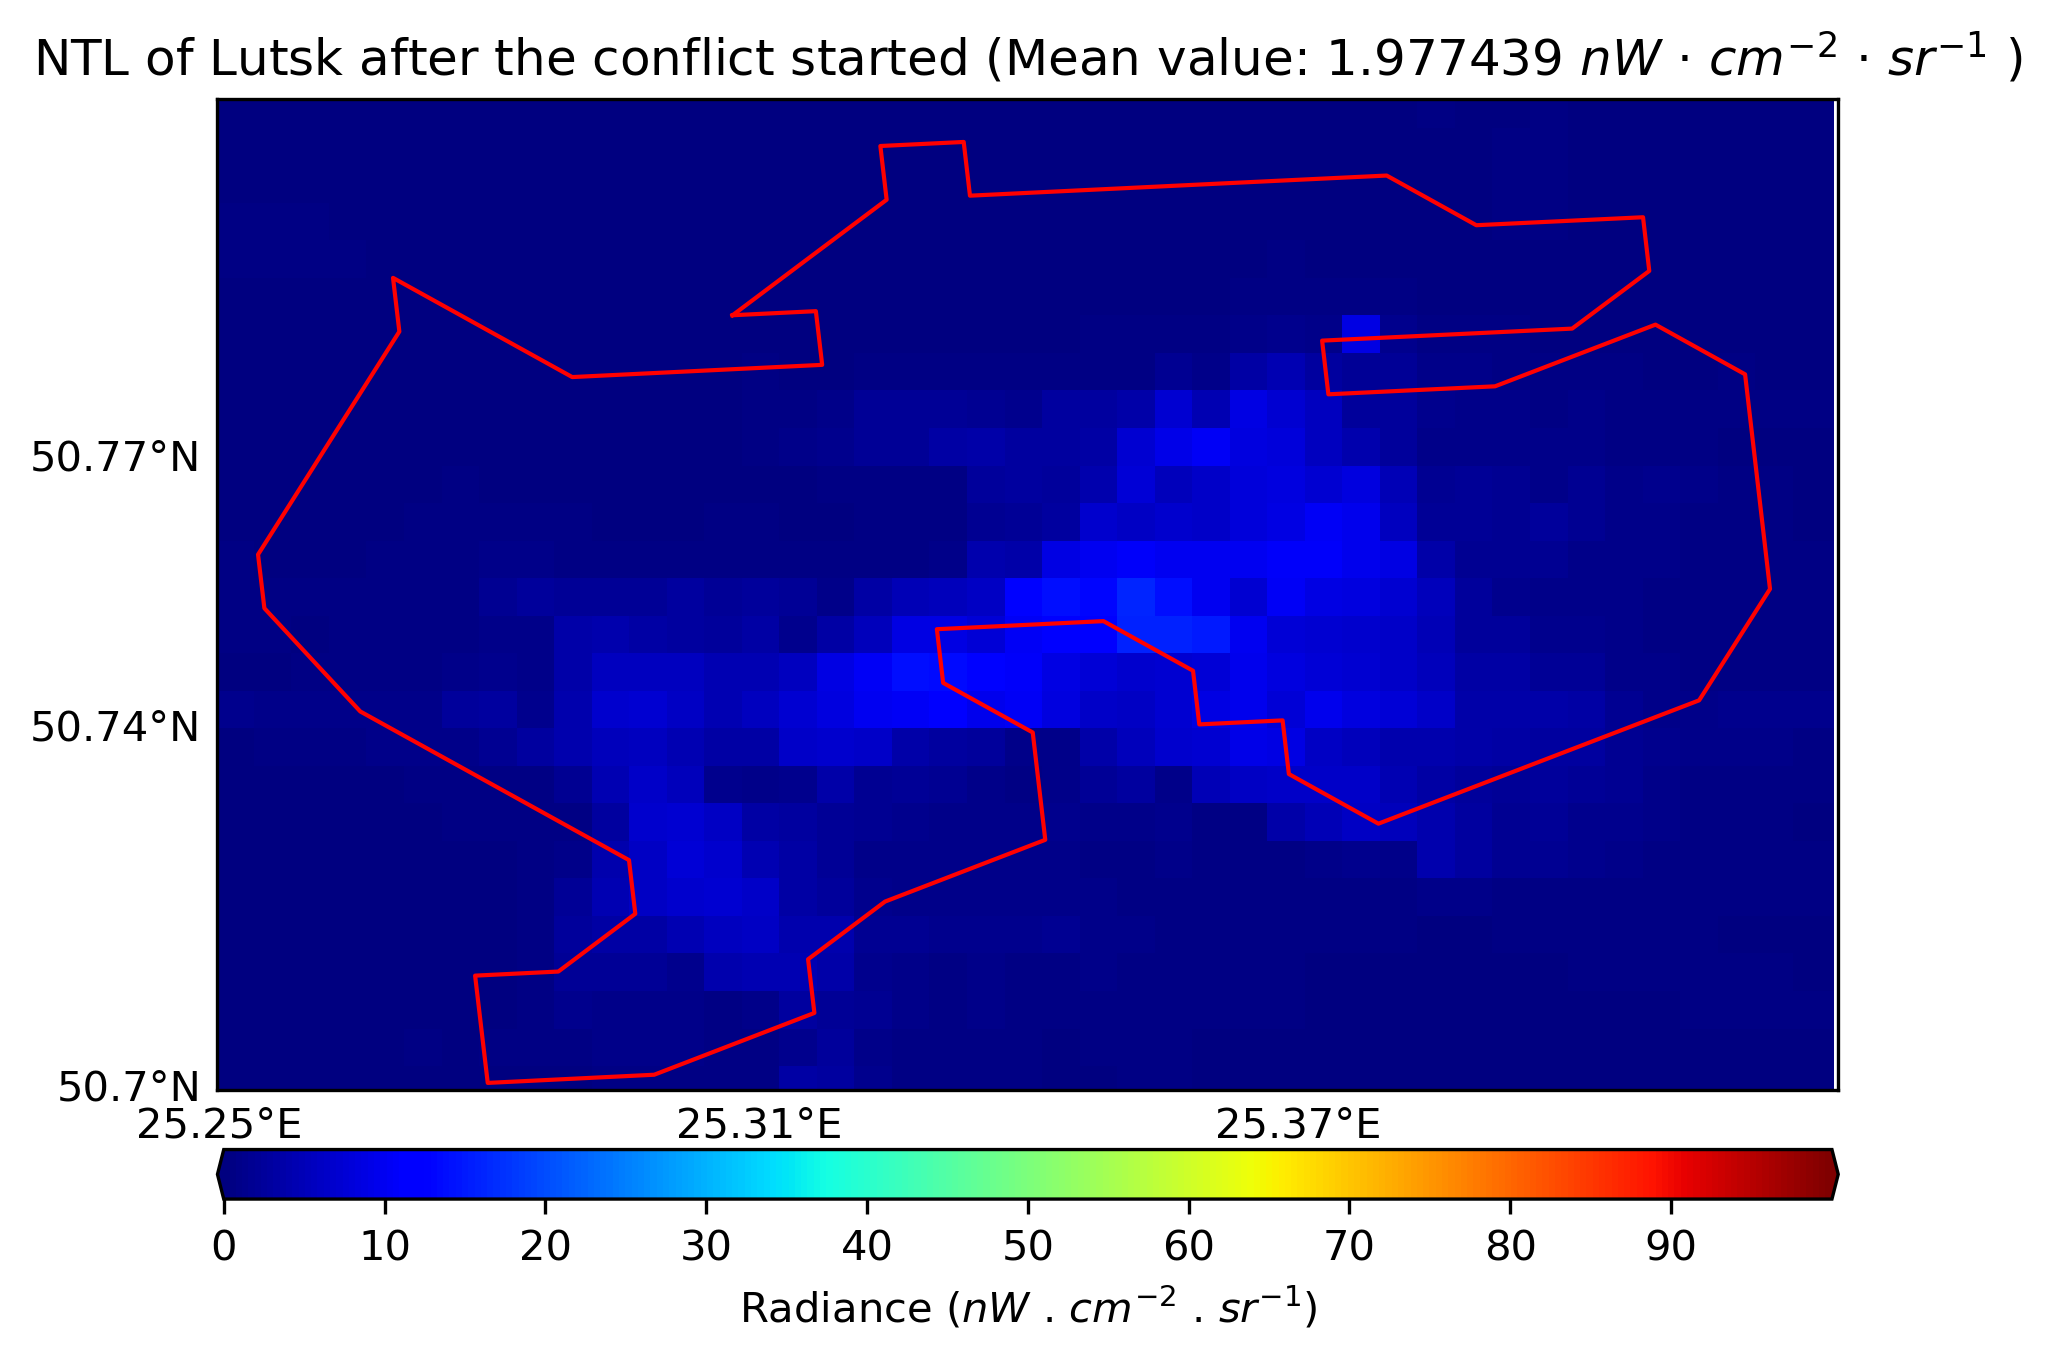 NTL of Lutsk after the conflict started (Mean value: 1.977439 nW · cm⁻² · sr⁻¹ )
50.77°N
50.74°N
50.7°N
25.25°E 25.31°E 25.37°E
0 10 20 30 40 50 60 70 80 90
Radiance (nW . cm⁻² . sr⁻¹)